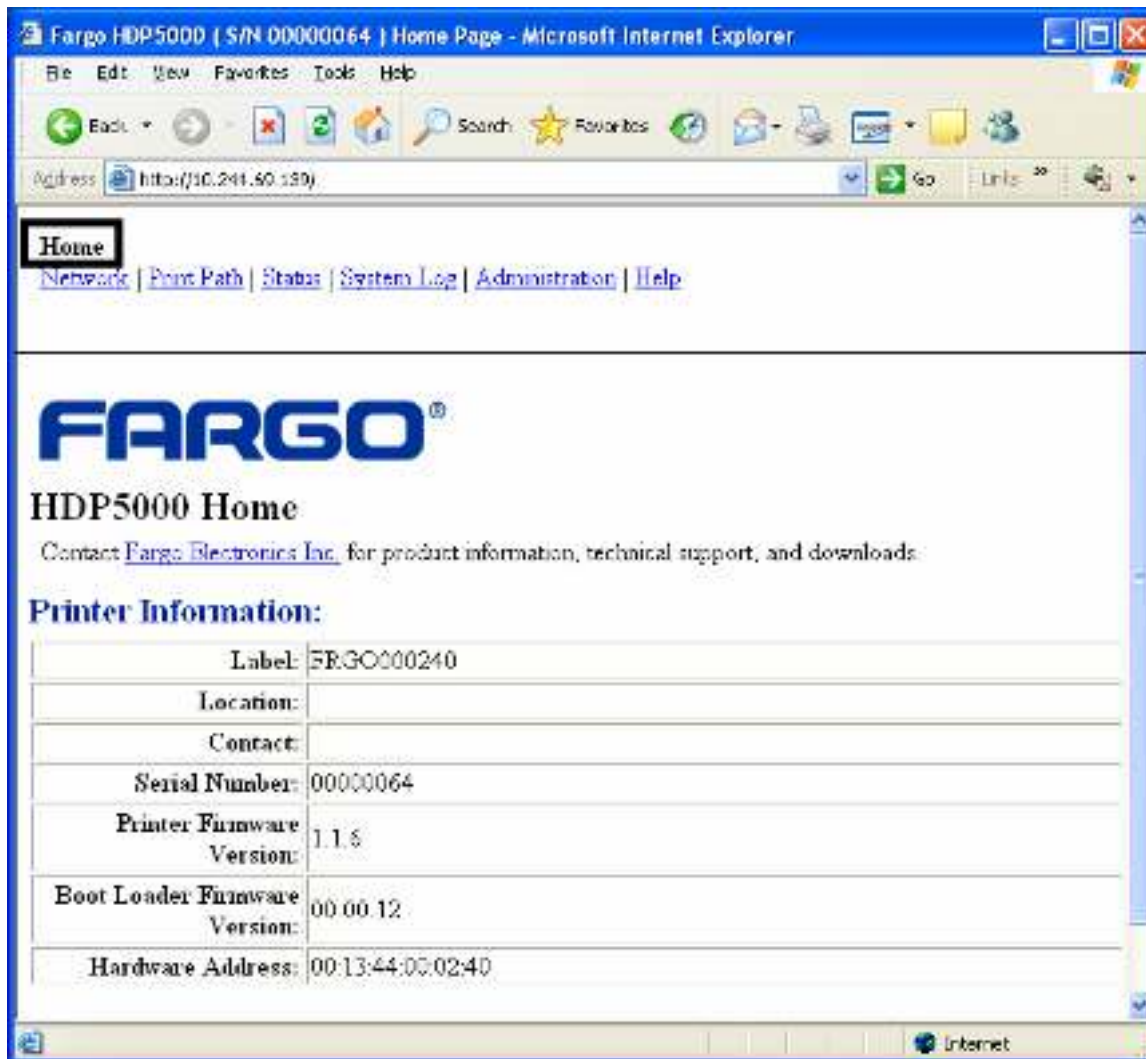 Fargo HDP5000 ( S/N 00000064 ) Home Page - Microsoft Internet Explorer
File Edit View Favorites Tools Help
Back Search Favorites
Address http://10.244.60.139/ Go Links »
Home
Network | Print Path | Status | System Log | Administration | Help
FARGO®
HDP5000 Home
Contact Fargo Electronics Inc. for product information, technical support, and downloads.
Printer Information:
Label: FRGO000240
Location:
Contact:
Serial Number: 00000064
Printer Firmware
Version: 1.1.6
Boot Loader Firmware
Version: 00.00.12
Hardware Address: 00:13:44:00:02:40
Internet